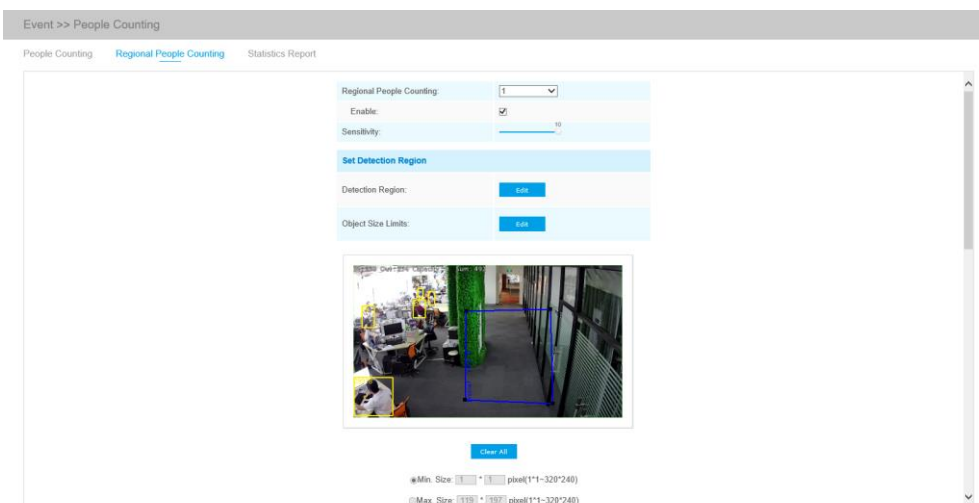 Event >> People Counting
People Counting Regional People Counting Statistics Report
Regional People Counting: 1
Enable:
Sensitivity: 10
Set Detection Region
Detection Region: Edit
Object Size Limits: Edit
Sum: 492
Clear All
Min. Size: 1 * 1 pixel(1*1~320*240)
Max. Size: 119 * 197 pixel(1*1~320*240)